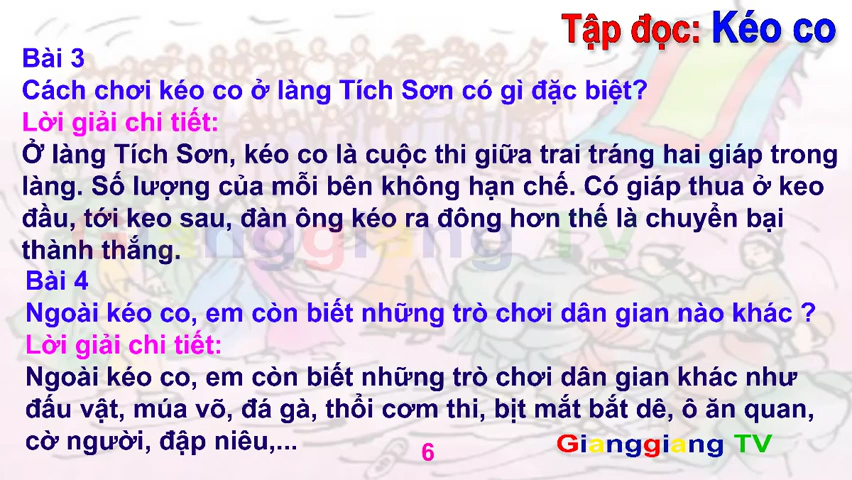 Tập đọc: Kéo co
Bài 3
Cách chơi kéo co ở làng Tích Sơn có gì đặc biệt?
Lời giải chi tiết:
Ở làng Tích Sơn, kéo co là cuộc thi giữa trai tráng hai giáp trong
làng. Số lượng của mỗi bên không hạn chế. Có giáp thua ở keo
đầu, tới keo sau, đàn ông kéo ra đông hơn thế là chuyển bại
thành thắng.
Gianggiang TV
Bài 4
Ngoài kéo co, em còn biết những trò chơi dân gian nào khác ?
Lời giải chi tiết:
Ngoài kéo co, em còn biết những trò chơi dân gian khác như
đấu vật, múa võ, đá gà, thổi cơm thi, bịt mắt bắt dê, ô ăn quan,
cờ người, đập niêu,...
6
Gianggiang TV